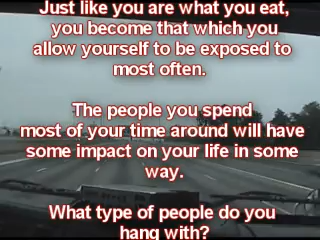 Just like you are what you eat,
you become that which you
allow yourself to be exposed to
most often.
The people you spend
most of your time around will have
some impact on your life in some
way.
What type of people do you
hang with?